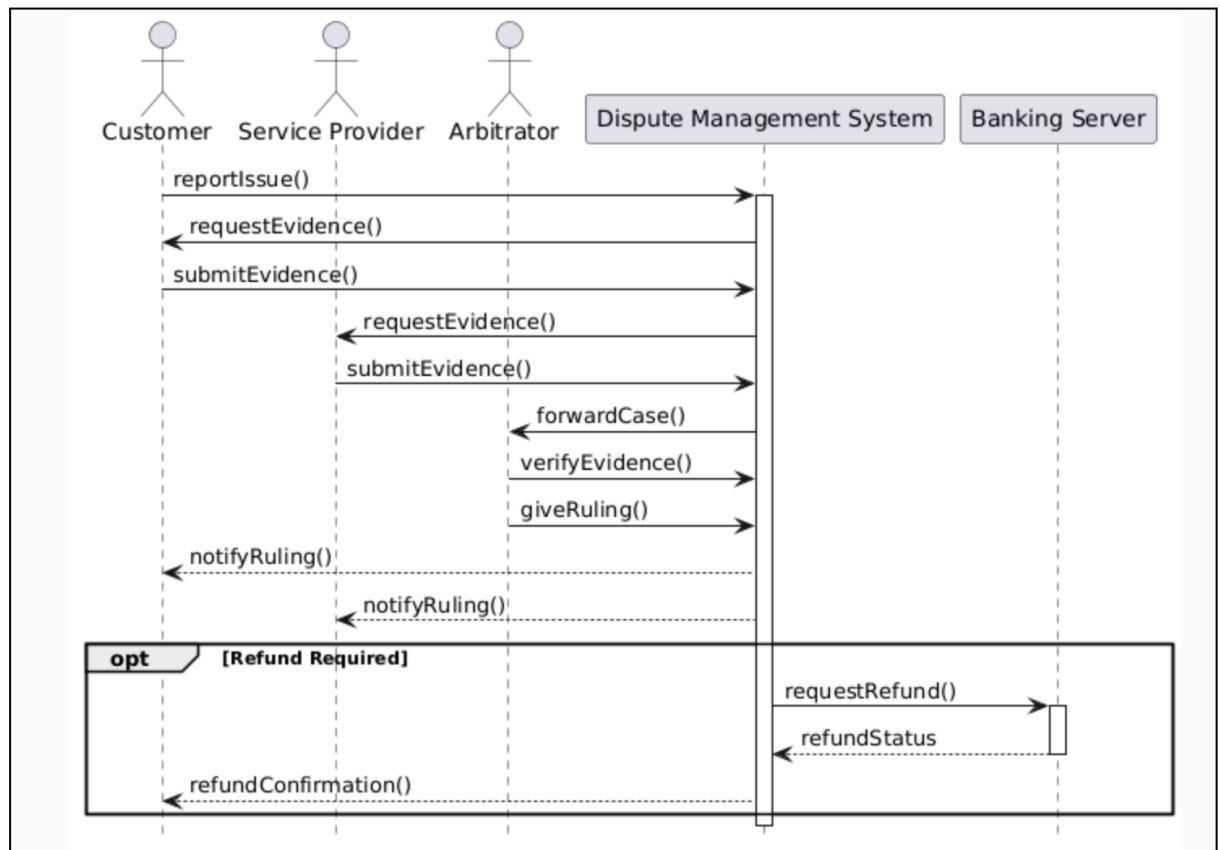 Customer
Service Provider
Arbitrator
Dispute Management System
Banking Server
reportIssue()
requestEvidence()
submitEvidence()
requestEvidence()
submitEvidence()
forwardCase()
verifyEvidence()
giveRuling()
notifyRuling()
notifyRuling()
opt
[Refund Required]
requestRefund()
refundStatus
refundConfirmation()